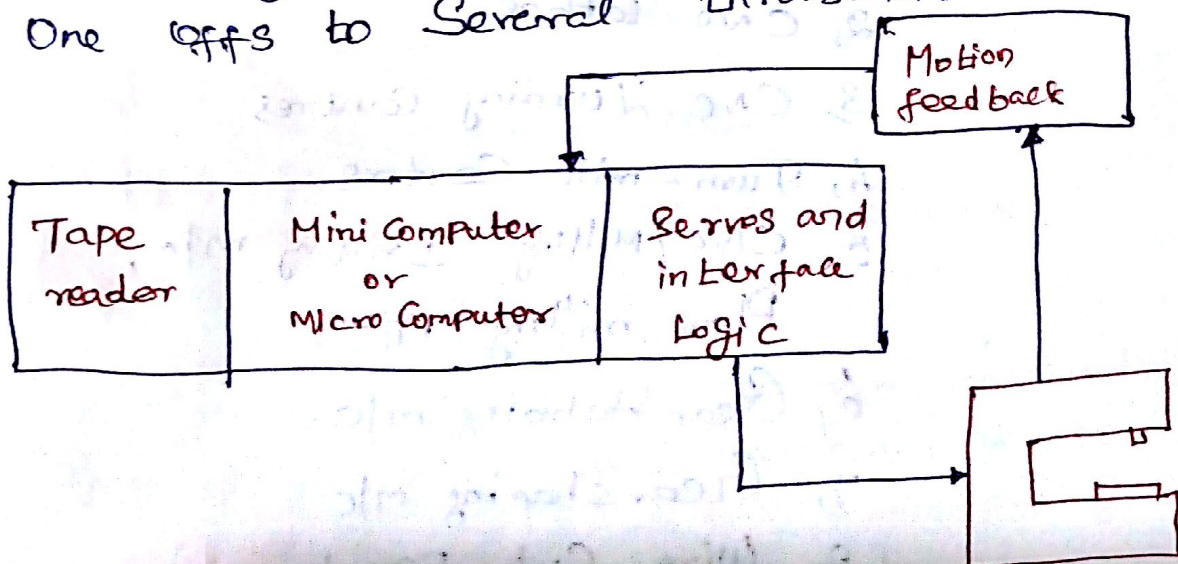 One offs to Several
Motion
feedback
Tape
reader
Mini Computer
or
Micro Computer
Servos and
interface
Logic